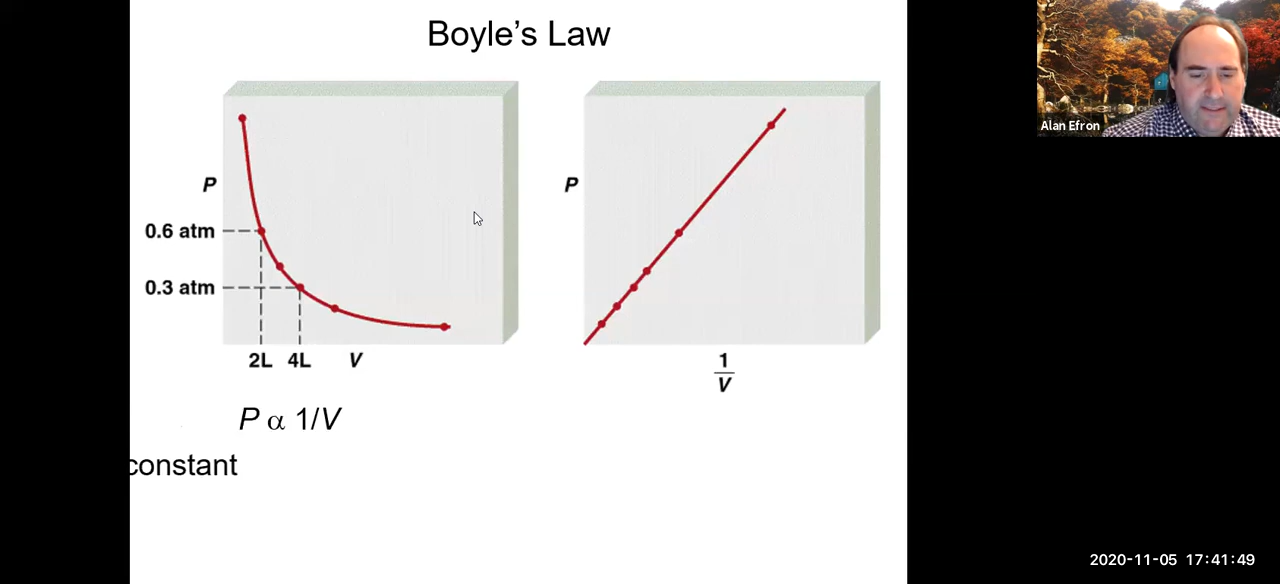 Boyle’s Law
Alan Efron
P
0.6 atm
0.3 atm
2L 4L V
P
1
V
P α 1/V
constant
2020-11-05 17:41:49